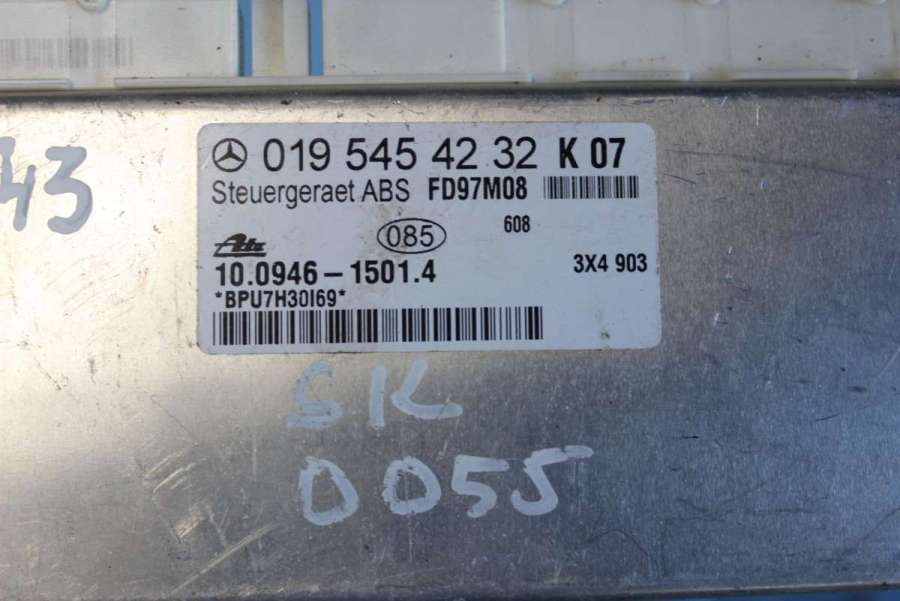 43
019 545 42 32 K 07
Steuergeraet ABS FD97M08
608
085
Ate
10.0946-1501.4
3X4 903
*BPU7H30I69*
SK
0055